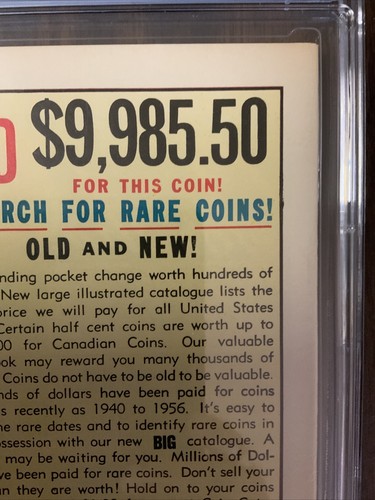 $9,985.50
FOR THIS COIN!
RCH FOR RARE COINS!
OLD AND NEW!
nding pocket change worth hundreds of
New large illustrated catalogue lists the
rice we will pay for all United States
Certain half cent coins are worth up to
00 for Canadian Coins. Our valuable
ook may reward you many thousands of
Coins do not have to be old to be valuable.
nds of dollars have been paid for coins
s recently as 1940 to 1956. It's easy to
he rare dates and to identify rare coins in
ossession with our new BIG catalogue. A
may be waiting for you. Millions of Dol-
ve been paid for rare coins. Don't sell your
an they are worth! Hold on to your coins